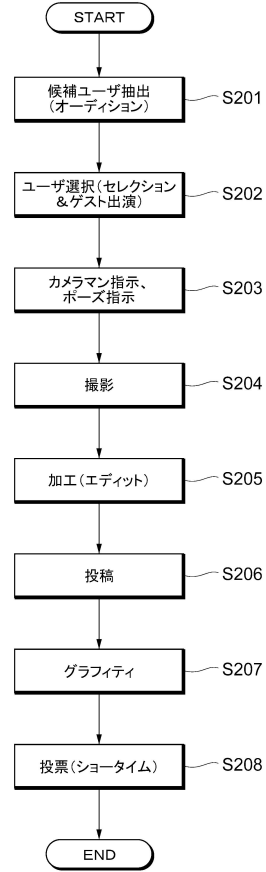 START
候補ユーザ抽出
(オーディション)
S201
ユーザ選択(セレクション
&ゲスト出演)
S202
カメラマン指示、
ポーズ指示
S203
撮影
S204
加工(エディット)
S205
投稿
S206
グラフィティ
S207
投票(ショータイム)
S208
END